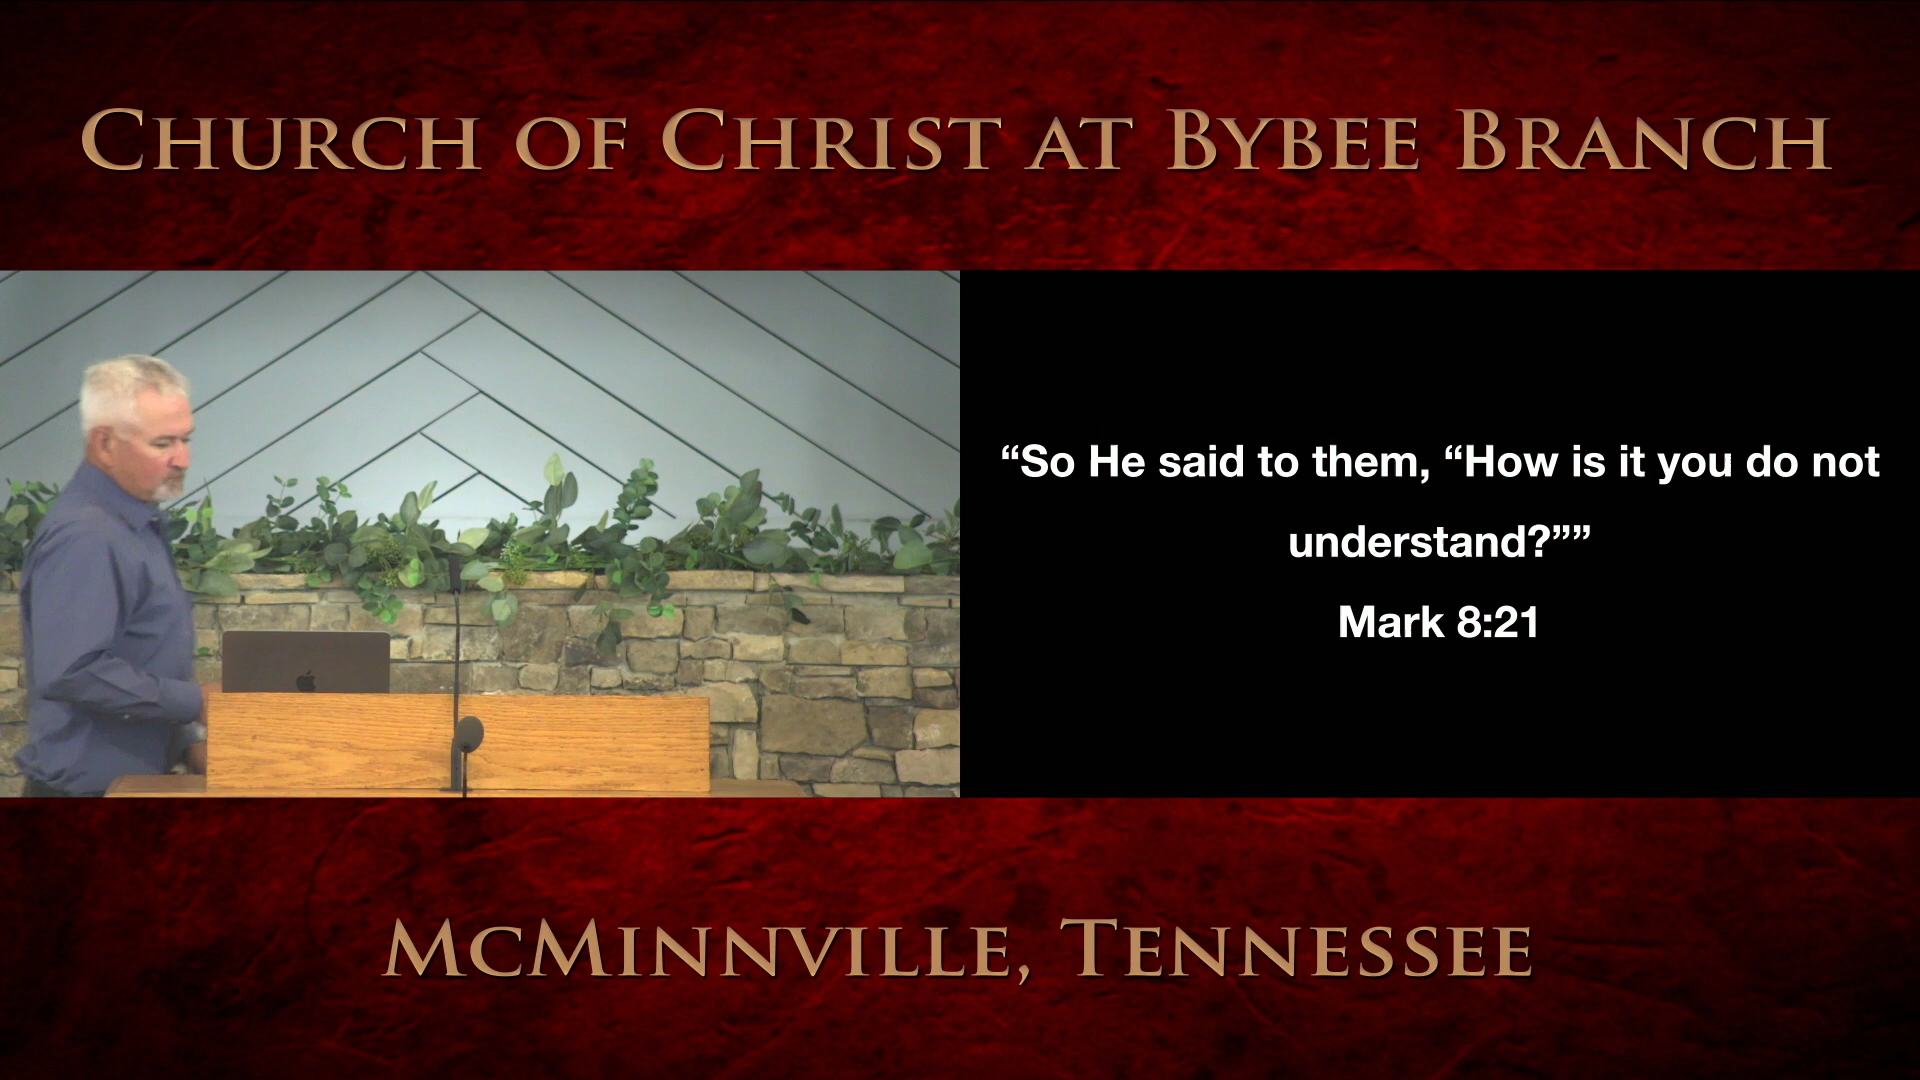 Church of Christ at Bybee Branch
“So He said to them, “How is it you do not
understand?””
Mark 8:21
McMinnville, Tennessee